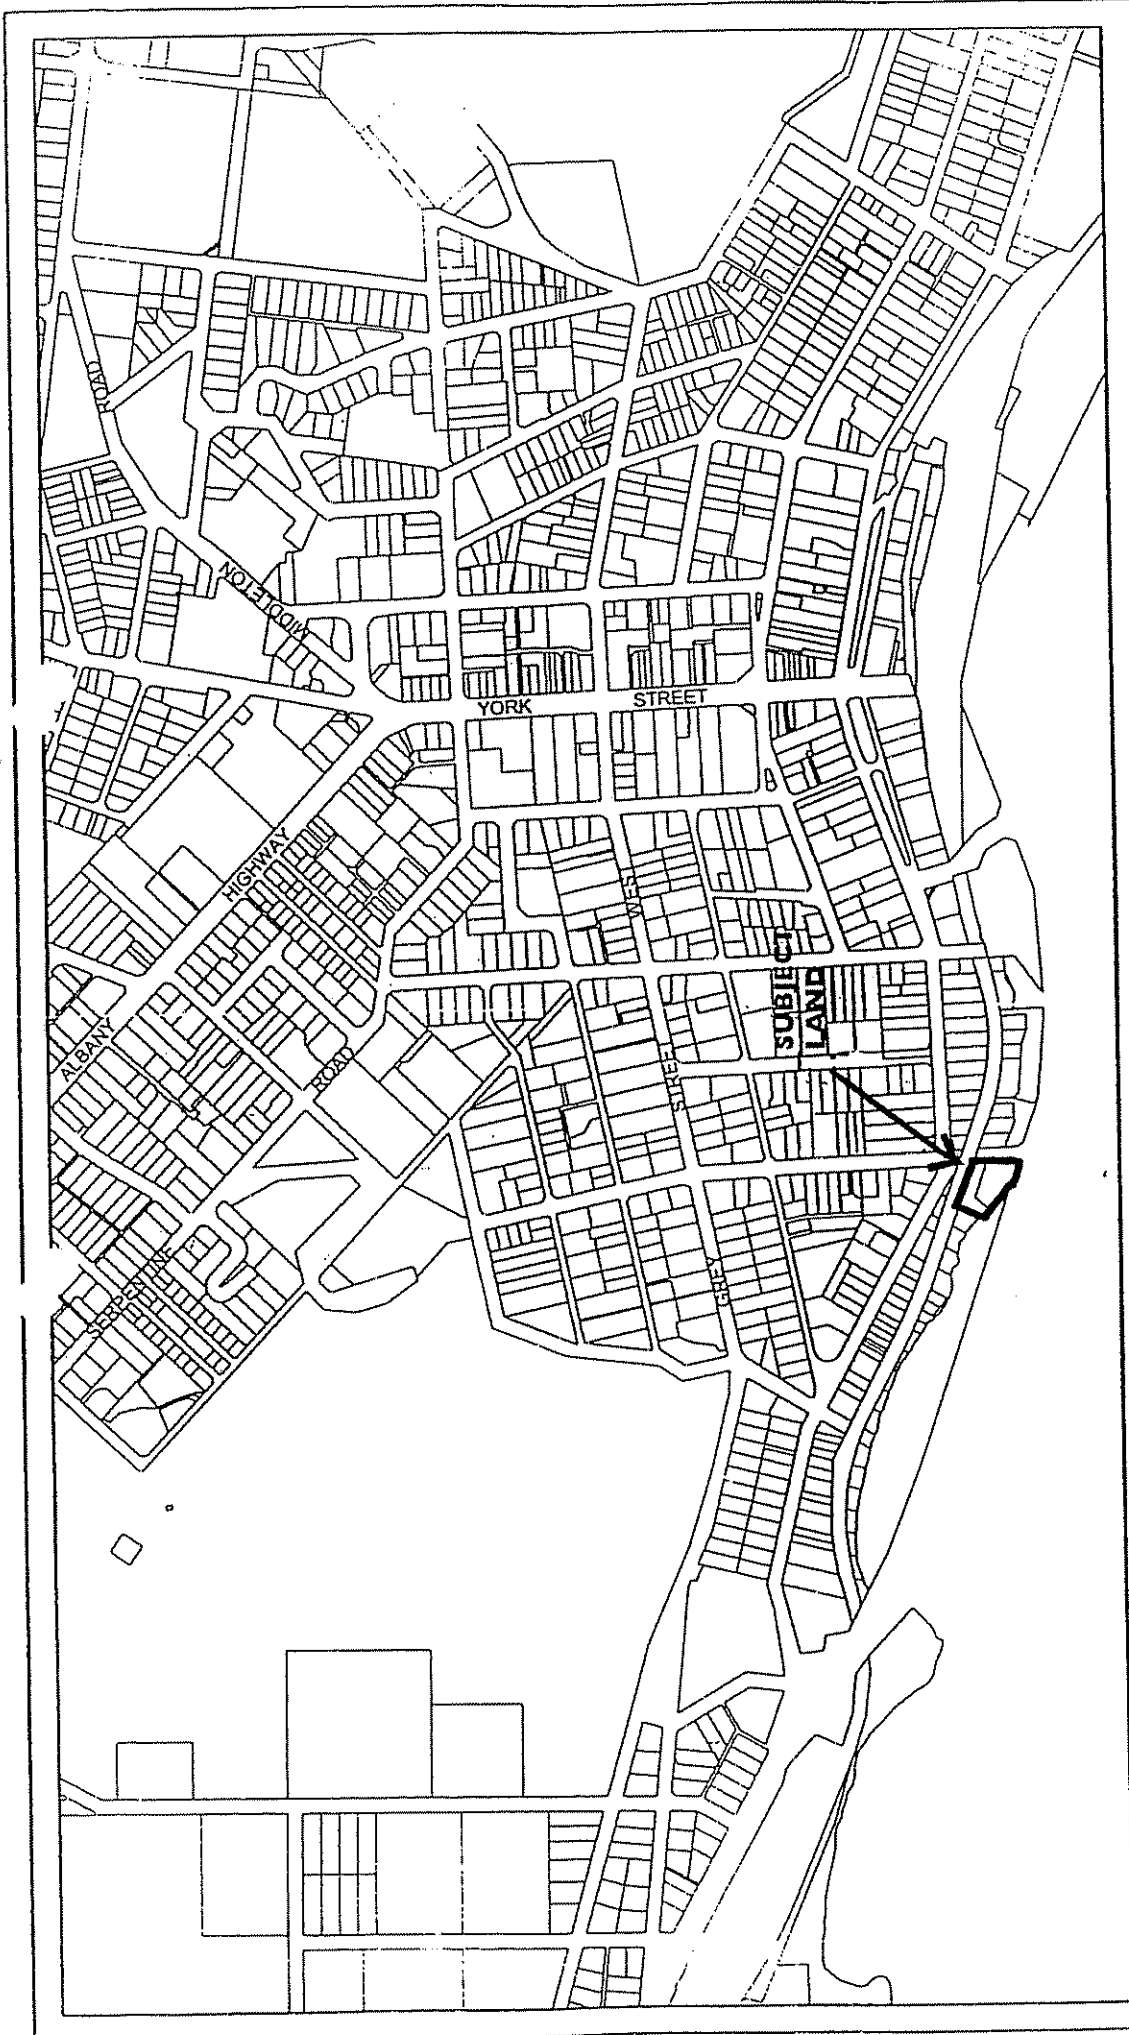 ROAD
MIDDLETON
YORK STREET
HIGHWAY
WEST
SUBJECT
LAND
ALBANY
ROAD
STREET
SERPENTINE
GREY